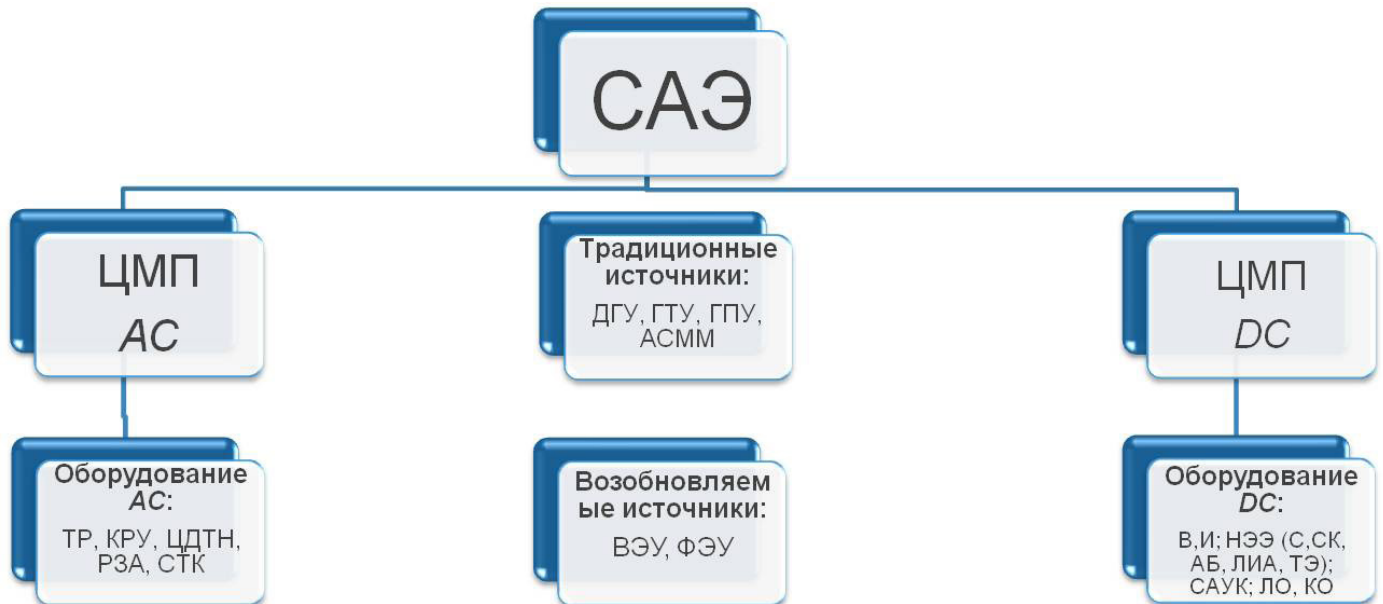 САЭ
ЦМП
AC
Традиционные
источники:
ДГУ, ГТУ, ГПУ,
АСММ
ЦМП
DC
Оборудование
AC:
ТР, КРУ, ЦДТН,
РЗА, СТК
Возобновляем
ые источники:
ВЭУ, ФЭУ
Оборудование
DC:
В,И; НЭЭ (С,СК,
АБ, ЛИА, ТЭ);
САУК; ЛО, КО